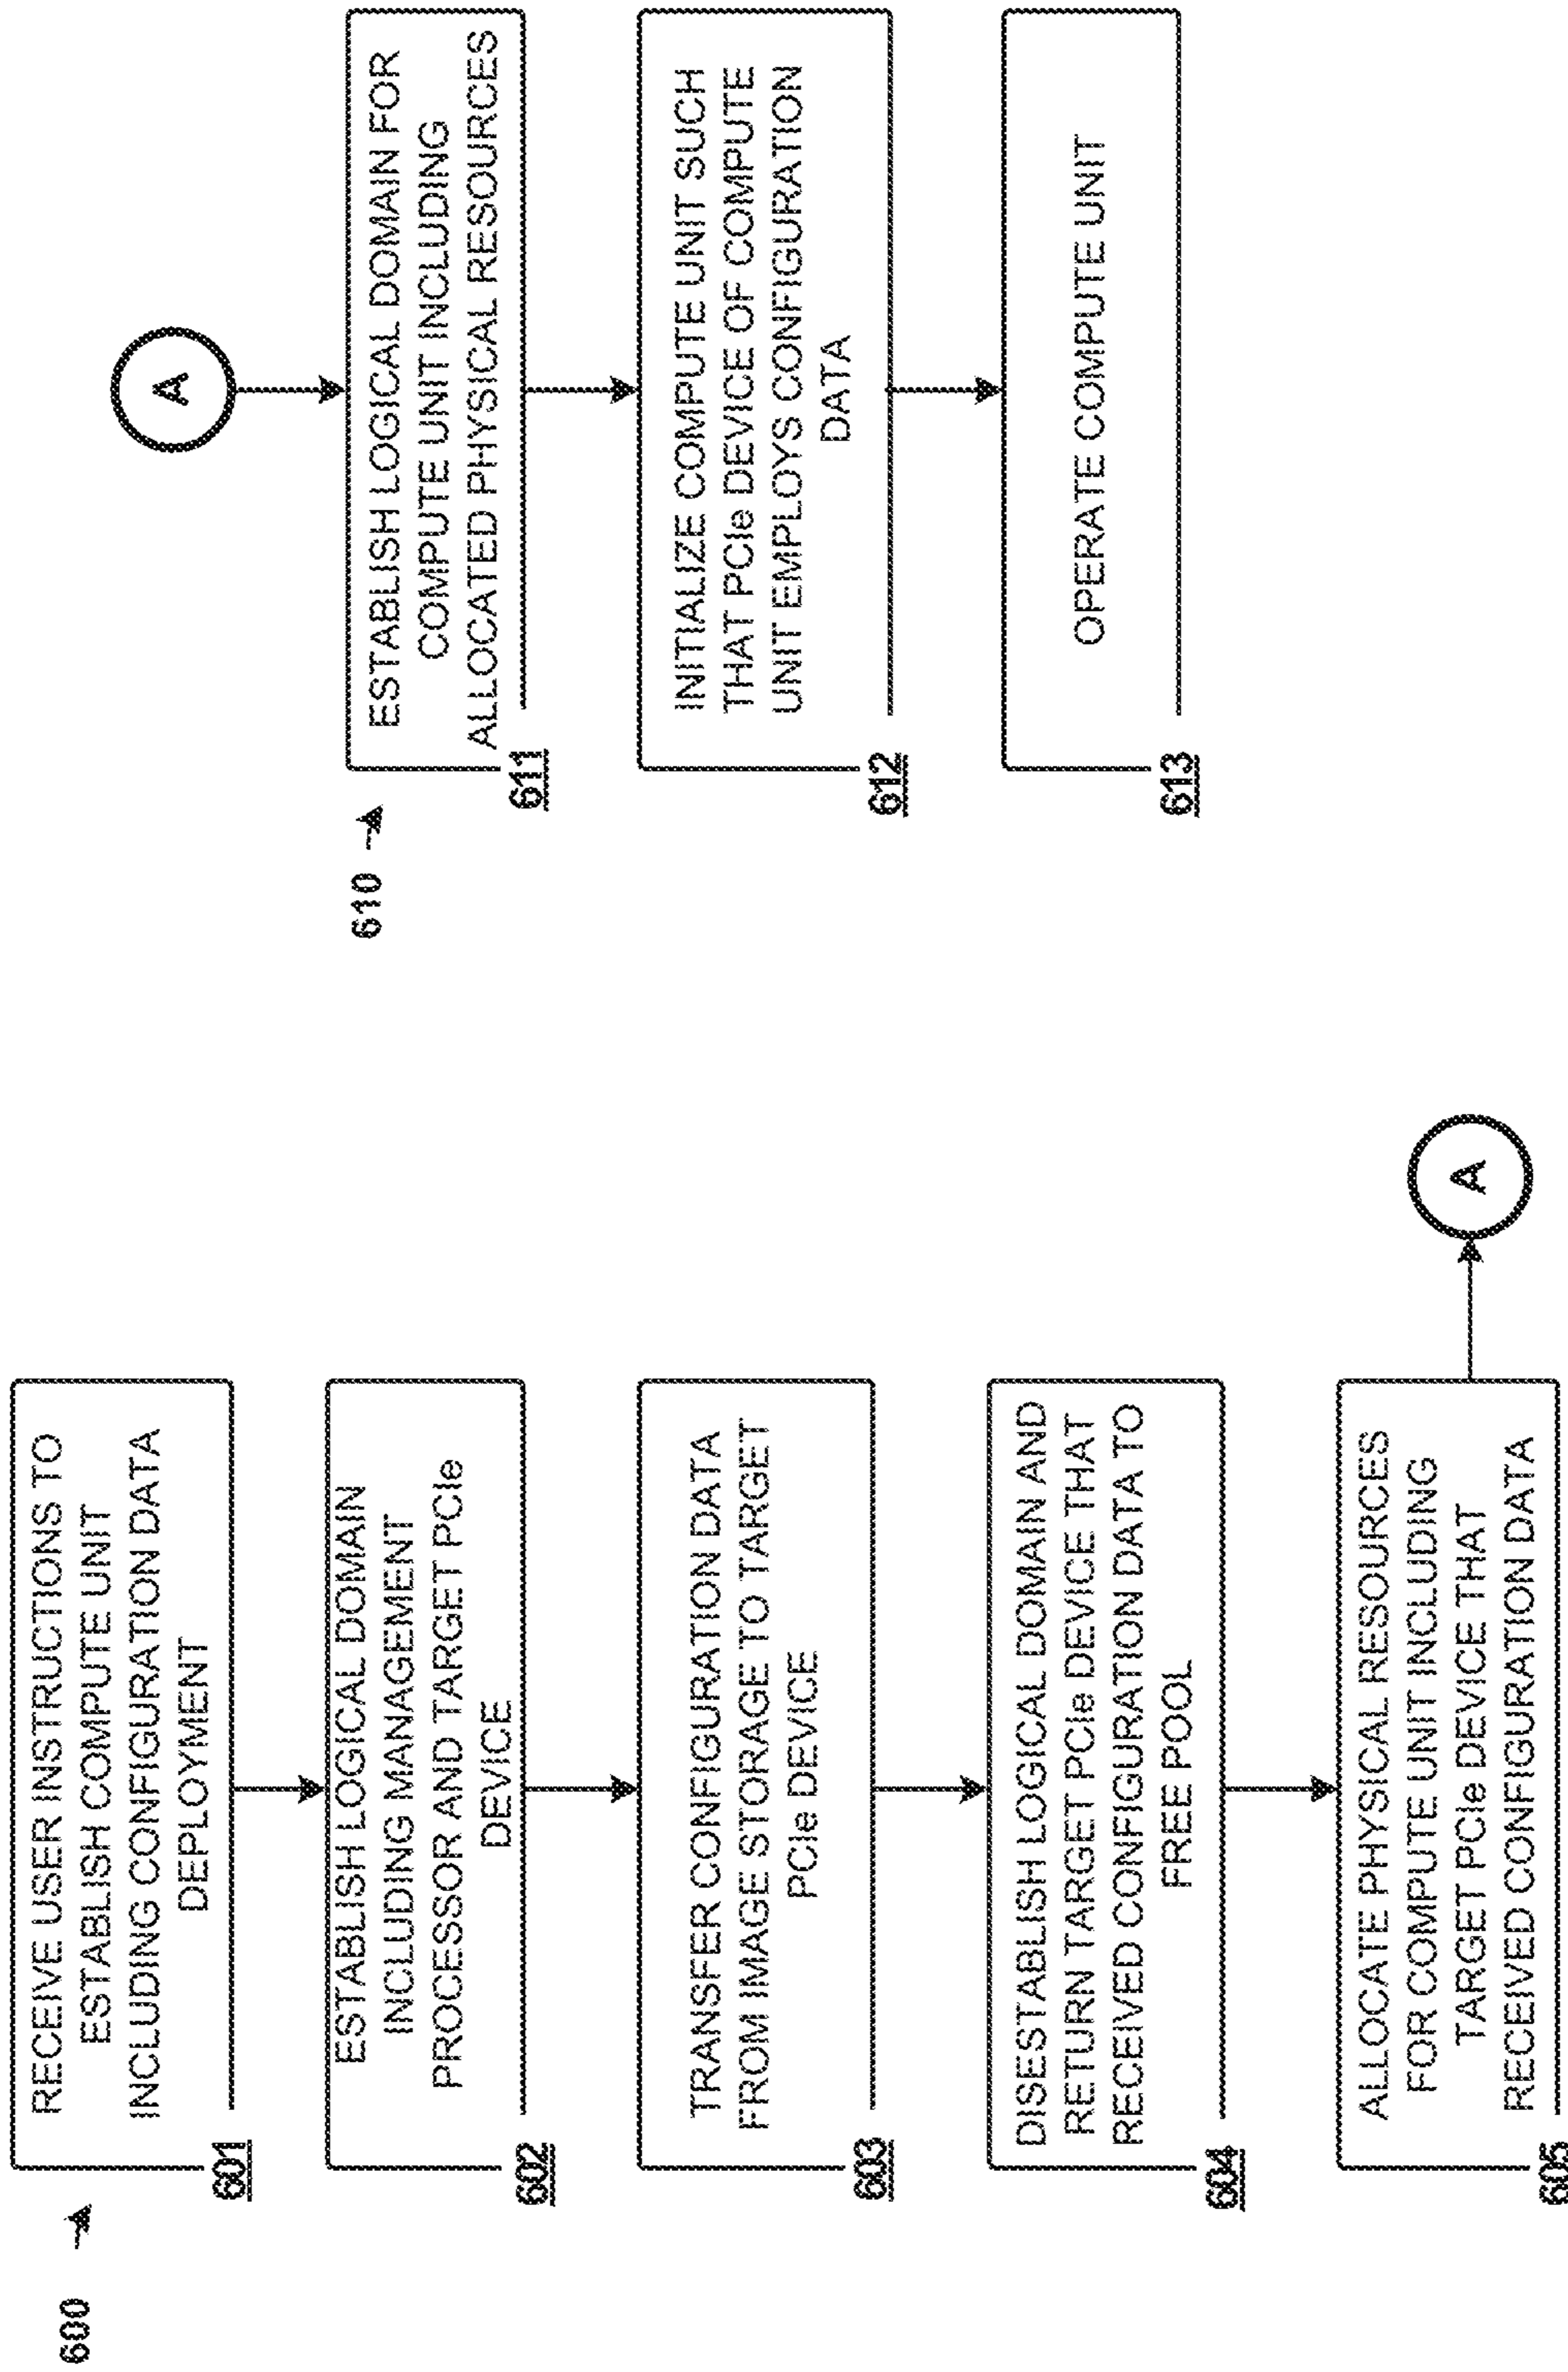 600
RECEIVE USER INSTRUCTIONS TO
ESTABLISH COMPUTE UNIT
INCLUDING CONFIGURATION DATA
DEPLOYMENT
601
ESTABLISH LOGICAL DOMAIN
INCLUDING MANAGEMENT
PROCESSOR AND TARGET PCIe
DEVICE
602
TRANSFER CONFIGURATION DATA
FROM IMAGE STORAGE TO TARGET
PCIe DEVICE
603
DISESTABLISH LOGICAL DOMAIN AND
RETURN TARGET PCIe DEVICE THAT
RECEIVED CONFIGURATION DATA TO
FREE POOL
604
ALLOCATE PHYSICAL RESOURCES
FOR COMPUTE UNIT INCLUDING
TARGET PCIe DEVICE THAT
RECEIVED CONFIGURATION DATA
605
A
A
610
ESTABLISH LOGICAL DOMAIN FOR
COMPUTE UNIT INCLUDING
ALLOCATED PHYSICAL RESOURCES
611
INITIALIZE COMPUTE UNIT SUCH
THAT PCIe DEVICE OF COMPUTE
UNIT EMPLOYS CONFIGURATION
DATA
612
OPERATE COMPUTE UNIT
613